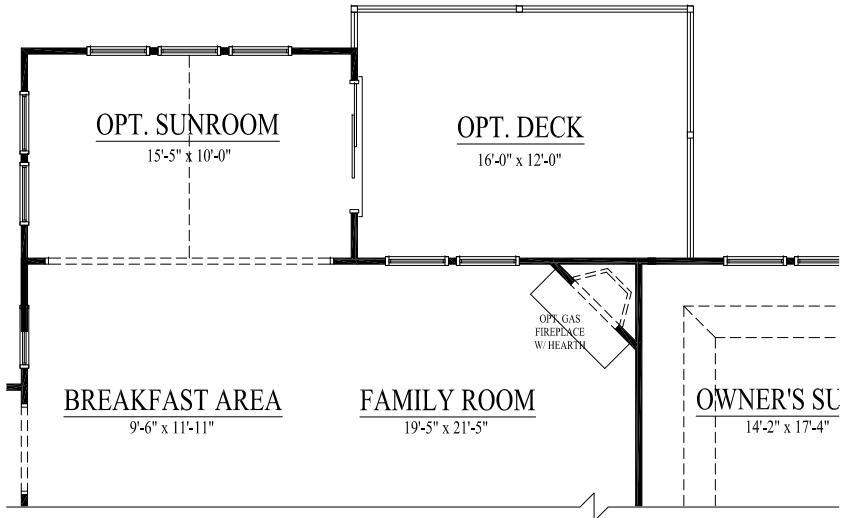 OPT. SUNROOM
15'-5" x 10'-0"
OPT. DECK
16'-0" x 12'-0"
OPT. GAS
FIREPLACE
W/ HEARTH
BREAKFAST AREA
9'-6" x 11'-11"
FAMILY ROOM
19'-5" x 21'-5"
OWNER'S SU
14'-2" x 17'-4"